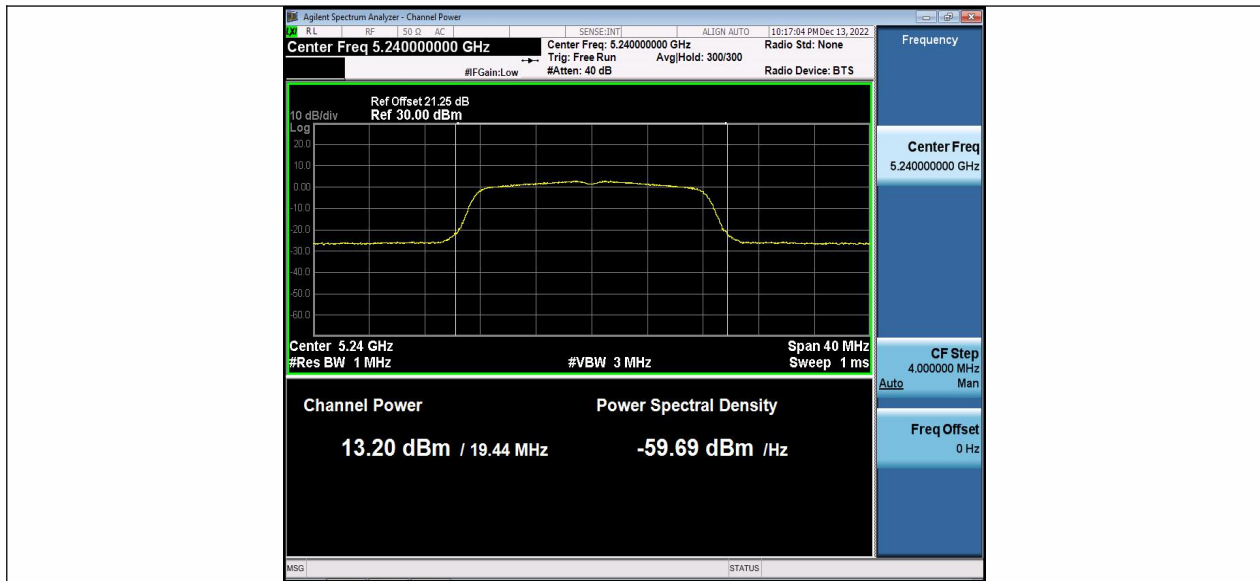 Agilent Spectrum Analyzer - Channel Power
LXI RL RF 50 Ω AC SENSE:INT ALIGN AUTO 10:17:04 PM Dec 13, 2022
Center Freq 5.240000000 GHz
Center Freq: 5.240000000 GHz
Radio Std: None
Trig: Free Run Avg|Hold: 300/300
#IFGain:Low
#Atten: 40 dB
Radio Device: BTS
Ref Offset 21.25 dB
10 dB/div Ref 30.00 dBm
Log
20.0
10.0
0.00
-10.0
-20.0
-30.0
-40.0
-50.0
-60.0
Center 5.24 GHz Span 40 MHz
#Res BW 1 MHz #VBW 3 MHz Sweep 1 ms
Channel Power Power Spectral Density
13.20 dBm / 19.44 MHz -59.69 dBm /Hz
MSG STATUS
Frequency
Center Freq
5.240000000 GHz
CF Step
4.000000 MHz
Auto Man
Freq Offset
0 Hz